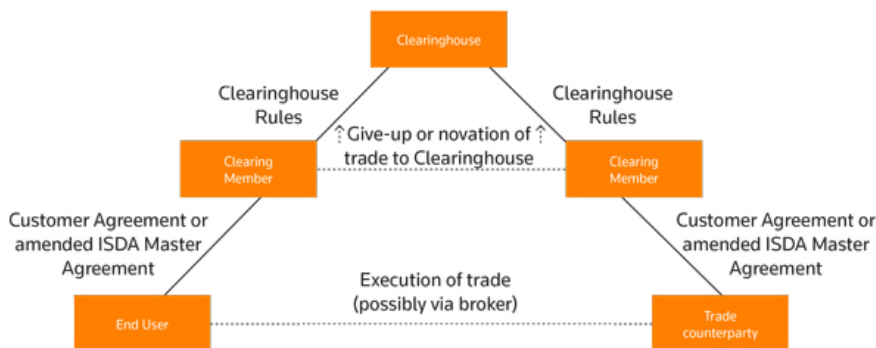 Clearinghouse
Clearinghouse
Rules
Clearinghouse
Rules
↑Give-up or novation of↑
trade to Clearinghouse
Clearing
Member
Clearing
Member
Customer Agreement or
amended ISDA Master
Agreement
Customer Agreement or
amended ISDA Master
Agreement
Execution of trade
(possibly via broker)
End User
Trade
counterparty